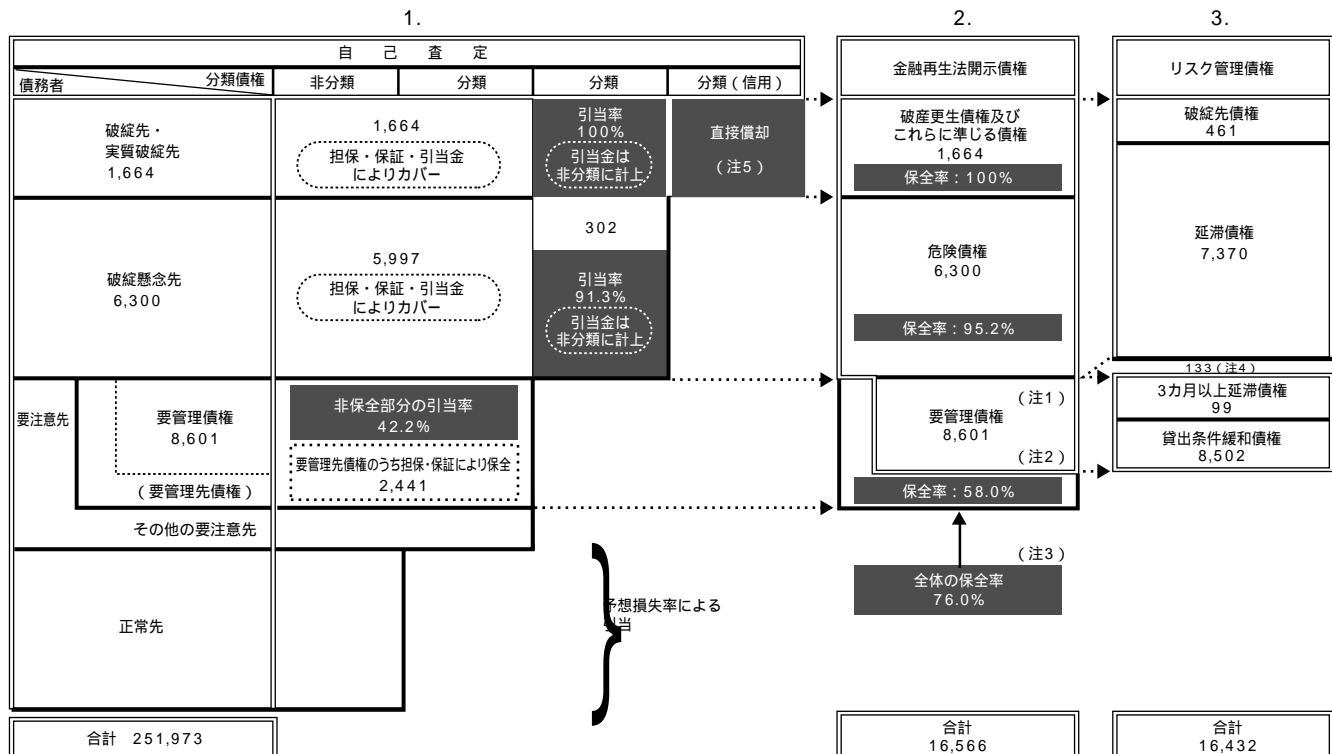 1.
2.
3.
自己査定
債務者
分類債権
非分類
分類
分類
分類(信用)
金融再生法開示債権
リスク管理債権
破綻先・
実質破綻先
1,664
1,664
担保・保証・引当金
によりカバー
引当率
100%
引当金は
非分類に計上
直接償却
(注5)
破産更生債権及び
これらに準じる債権
1,664
保全率:100%
破綻先債権
461
破綻懸念先
6,300
5,997
担保・保証・引当金
によりカバー
302
引当率
91.3%
引当金は
非分類に計上
危険債権
6,300
保全率:95.2%
延滞債権
7,370
133(注4)
要注意先
要管理債権
8,601
(要管理先債権)
非保全部分の引当率
42.2%
要管理先債権のうち担保・保証により保全
2,441
(注1)
要管理債権
8,601
(注2)
保全率:58.0%
3カ月以上延滞債権
99
貸出条件緩和債権
8,502
その他の要注意先
(注3)
全体の保全率
76.0%
正常先
予想損失率による
引当
合計 251,973
合計
16,566
合計
16,432